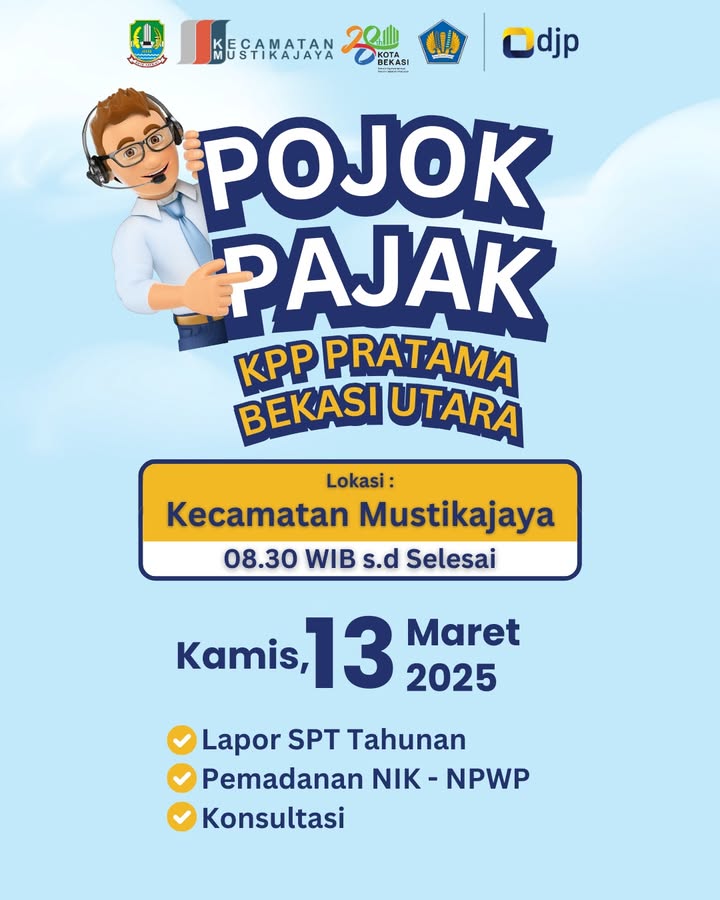 KECAMATAN
MUSTIKAJAYA
28
KOTA
BEKASI
djp
POJOK
PAJAK
KPP PRATAMA
BEKASI UTARA
Lokasi :
Kecamatan Mustikajaya
08.30 WIB s.d Selesai
Kamis, 13 Maret
2025
Lapor SPT Tahunan
Pemadanan NIK - NPWP
Konsultasi